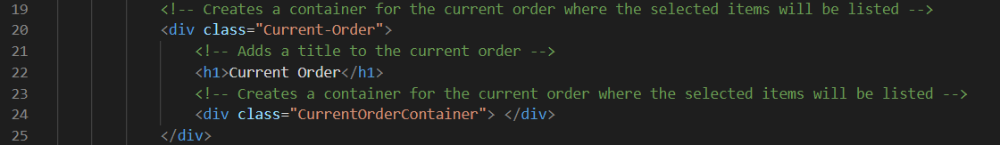 19 <!-- Creates a container for the current order where the selected items will be listed -->
20 <div class="Current-Order">
21 <!-- Adds a title to the current order -->
22 <h1>Current Order</h1>
23 <!-- Creates a container for the current order where the selected items will be listed -->
24 <div class="CurrentOrderContainer"> </div>
25 </div>